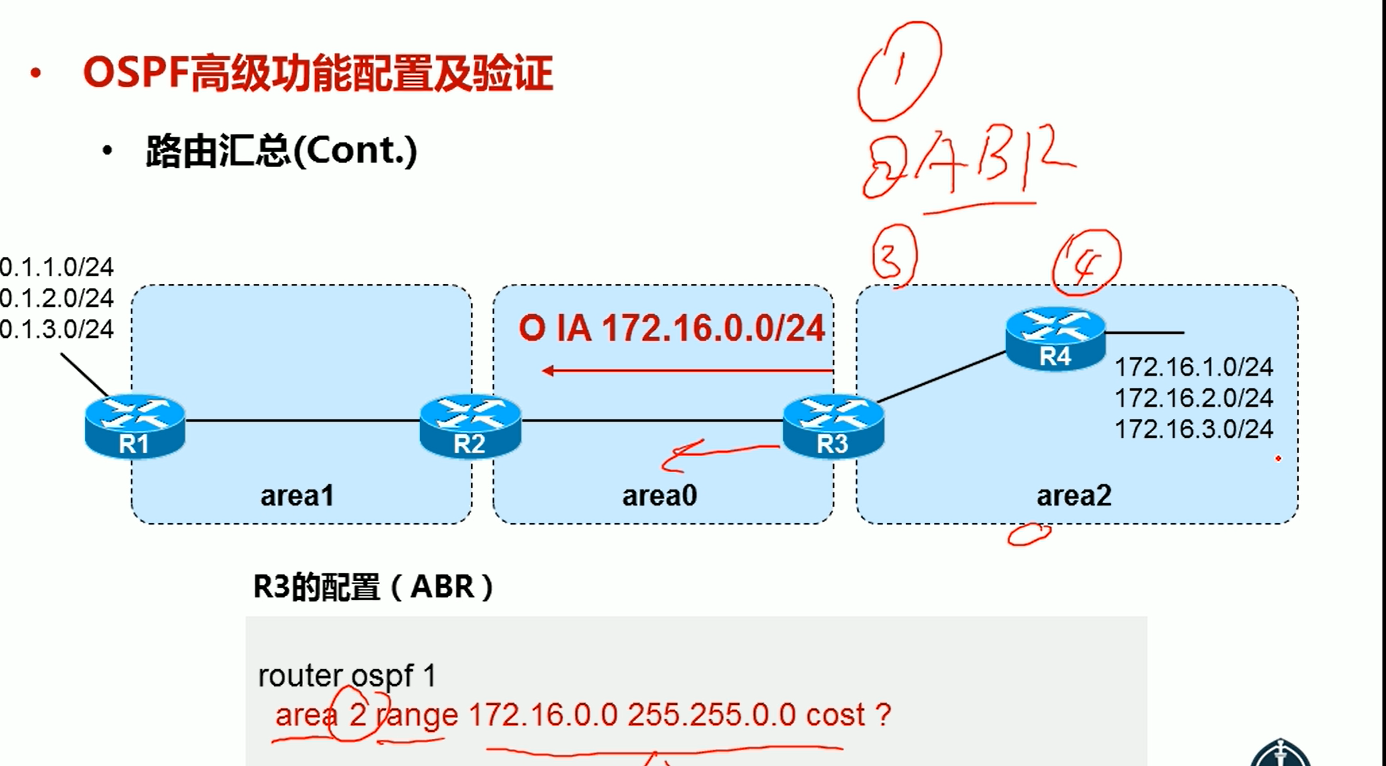 • OSPF高级功能配置及验证
• 路由汇总(Cont.)
①
②ABR
③
④
0.1.1.0/24
0.1.2.0/24
0.1.3.0/24
O IA 172.16.0.0/24
R4
172.16.1.0/24
172.16.2.0/24
172.16.3.0/24
R1
R2
R3
area1
area0
area2
R3的配置（ABR）
router ospf 1
area 2 range 172.16.0.0 255.255.0.0 cost ?